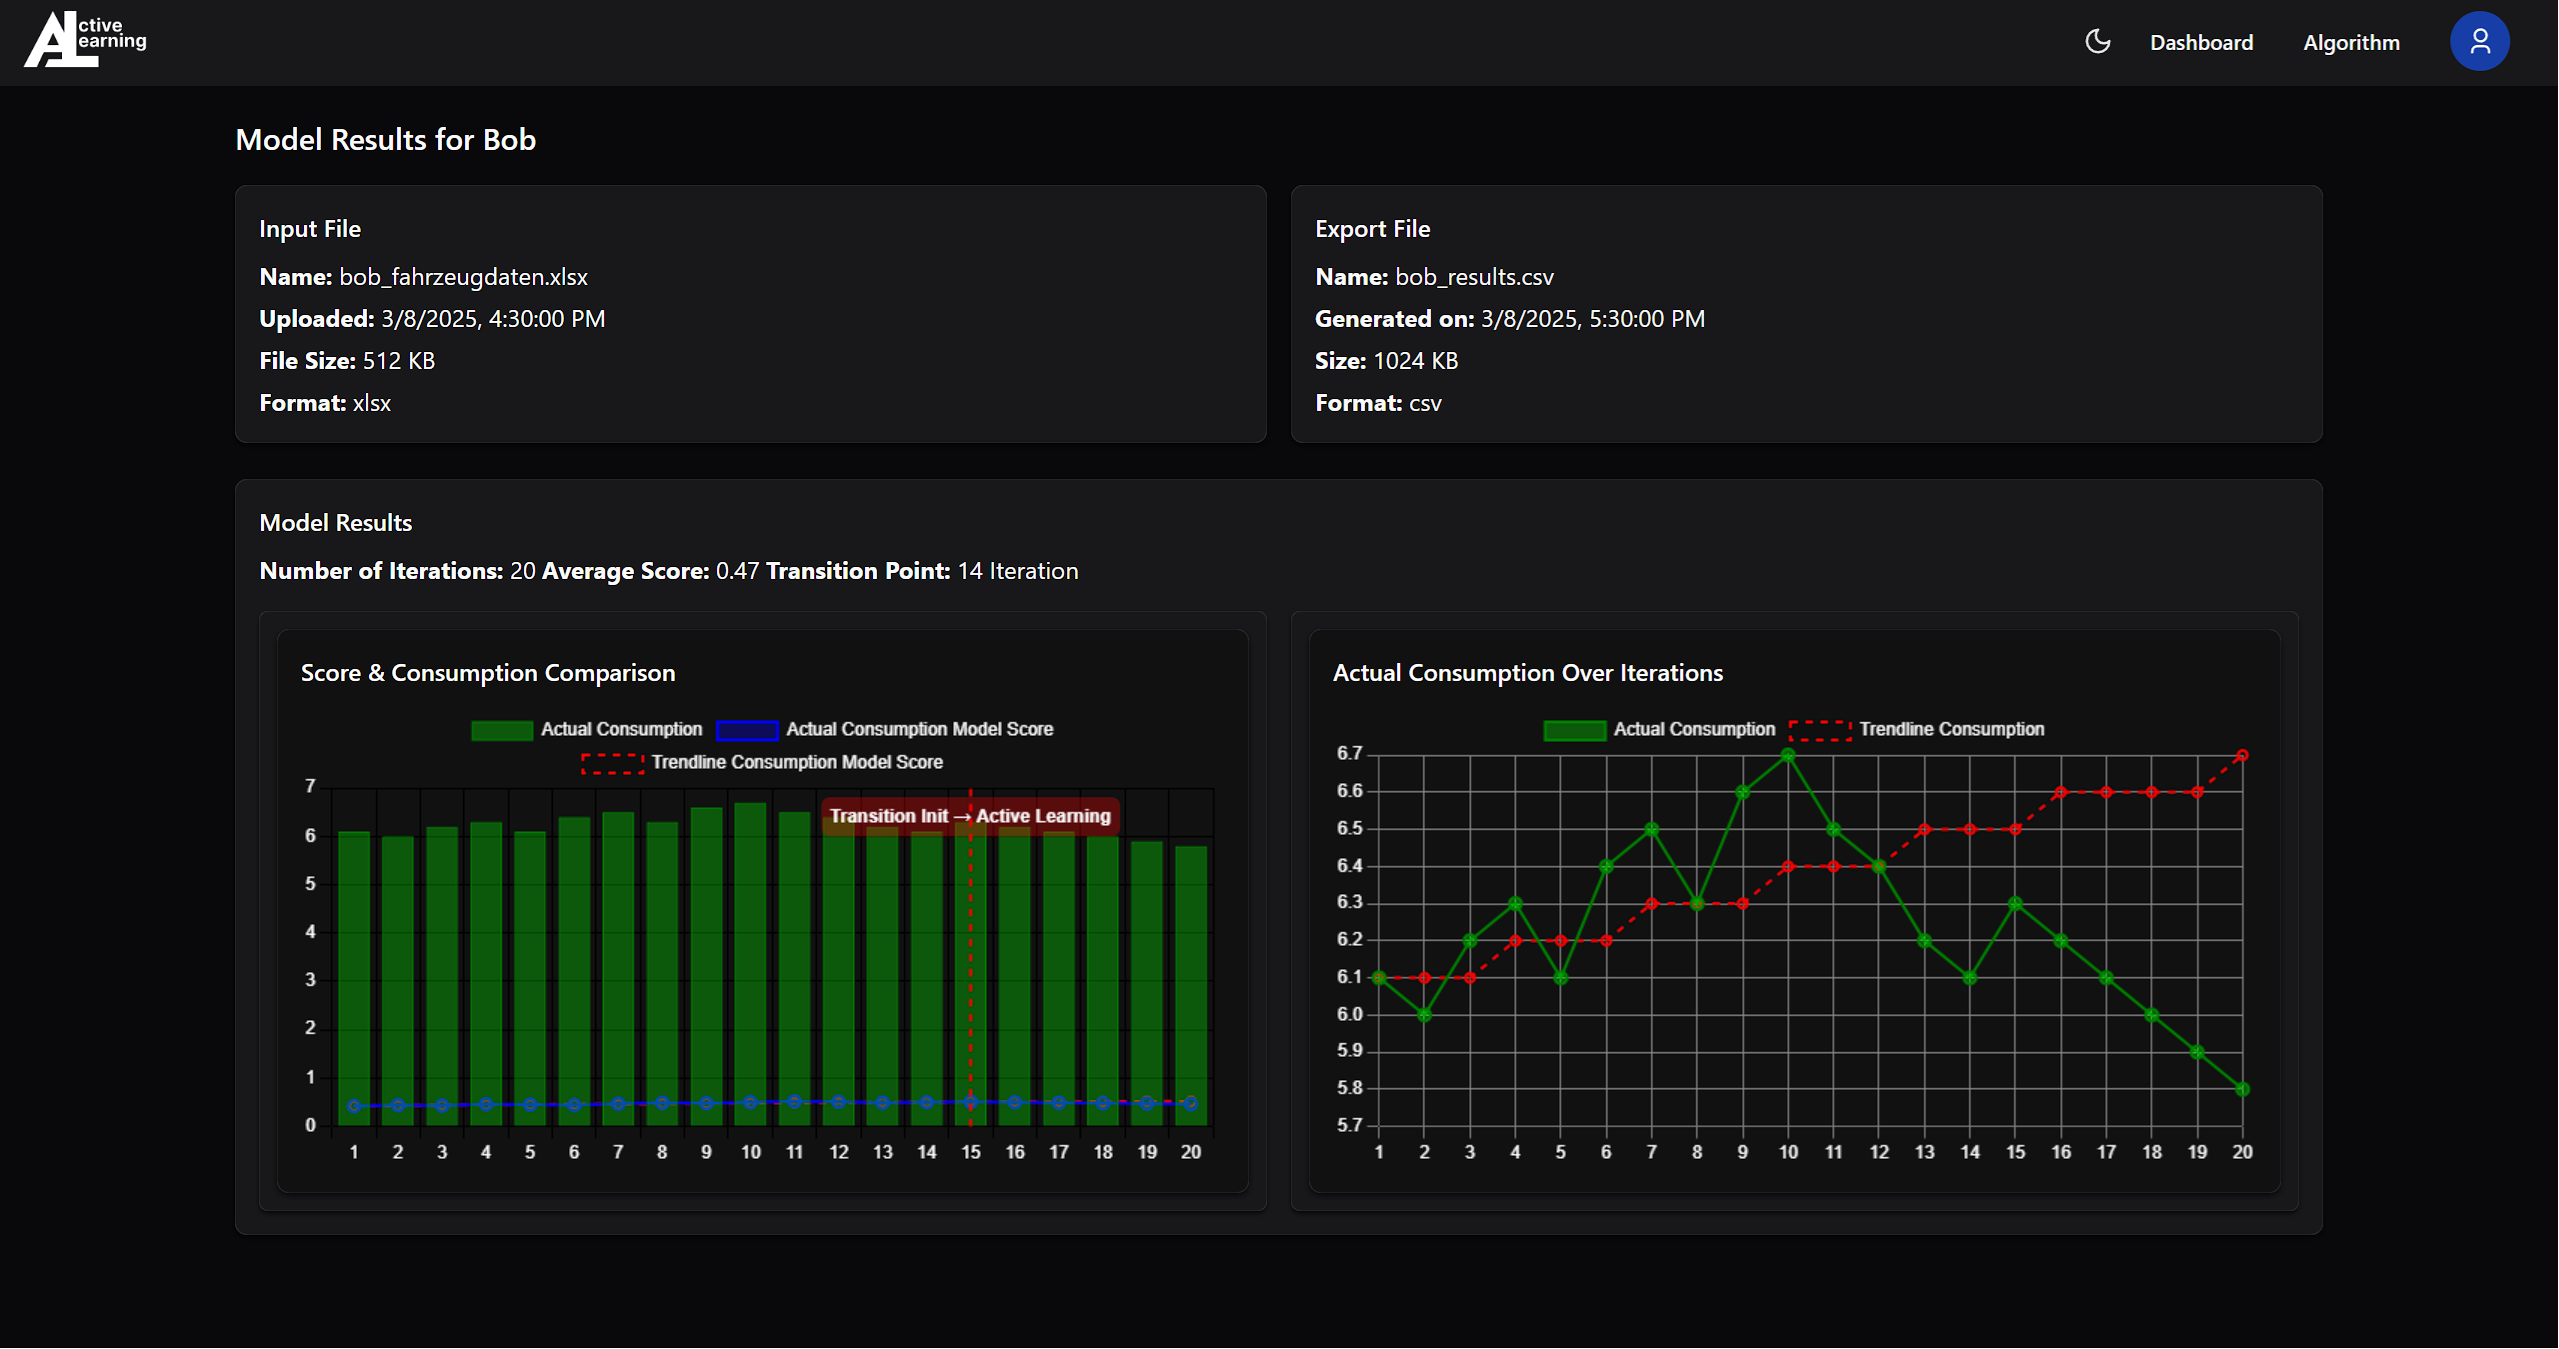 Active
Learning
Dashboard
Algorithm
Model Results for Bob
Input File
Name: bob_fahrzeugdaten.xlsx
Uploaded: 3/8/2025, 4:30:00 PM
File Size: 512 KB
Format: xlsx
Export File
Name: bob_results.csv
Generated on: 3/8/2025, 5:30:00 PM
Size: 1024 KB
Format: csv
Model Results
Number of Iterations: 20 Average Score: 0.47 Transition Point: 14 Iteration
Score & Consumption Comparison
Actual Consumption Actual Consumption Model Score
Trendline Consumption Model Score
Transition Init → Active Learning
7
6
5
4
3
2
1
0
1 2 3 4 5 6 7 8 9 10 11 12 13 14 15 16 17 18 19 20
Actual Consumption Over Iterations
Actual Consumption Trendline Consumption
6.7
6.6
6.5
6.4
6.3
6.2
6.1
6.0
5.9
5.8
5.7
1 2 3 4 5 6 7 8 9 10 11 12 13 14 15 16 17 18 19 20